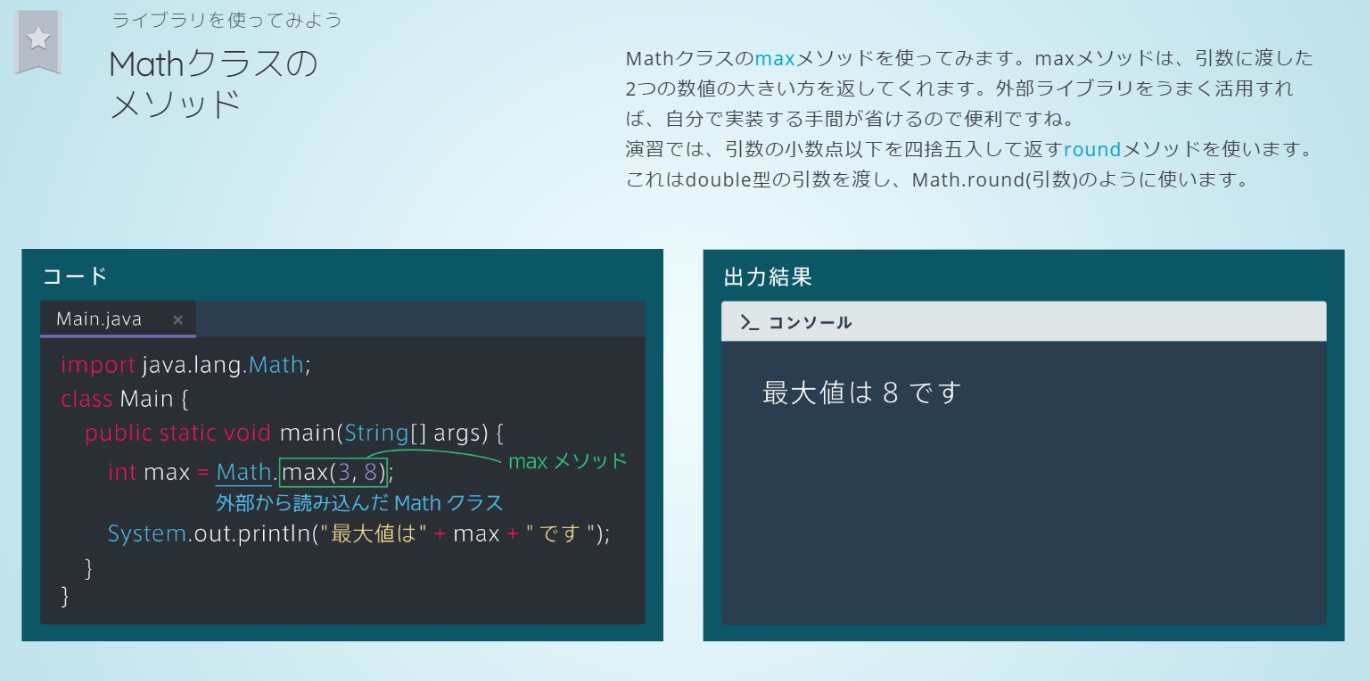 ライブラリを使ってみよう
Mathクラスの
メソッド
Mathクラスのmaxメソッドを使ってみます。maxメソッドは、引数に渡した
2つの数値の大きい方を返してくれます。外部ライブラリをうまく活用すれ
ば、自分で実装する手間が省けるので便利ですね。
演習では、引数の小数点以下を四捨五入して返すroundメソッドを使います。
これはdouble型の引数を渡し、Math.round(引数)のように使います。
コード
Main.java ×
import java.lang.Math;
class Main {
public static void main(String[] args) {
int max = Math.max(3, 8);
max メソッド
外部から読み込んだ Math クラス
System.out.println("最大値は" + max + " です ");
}
}
出力結果
>_ コンソール
最大値は 8 です